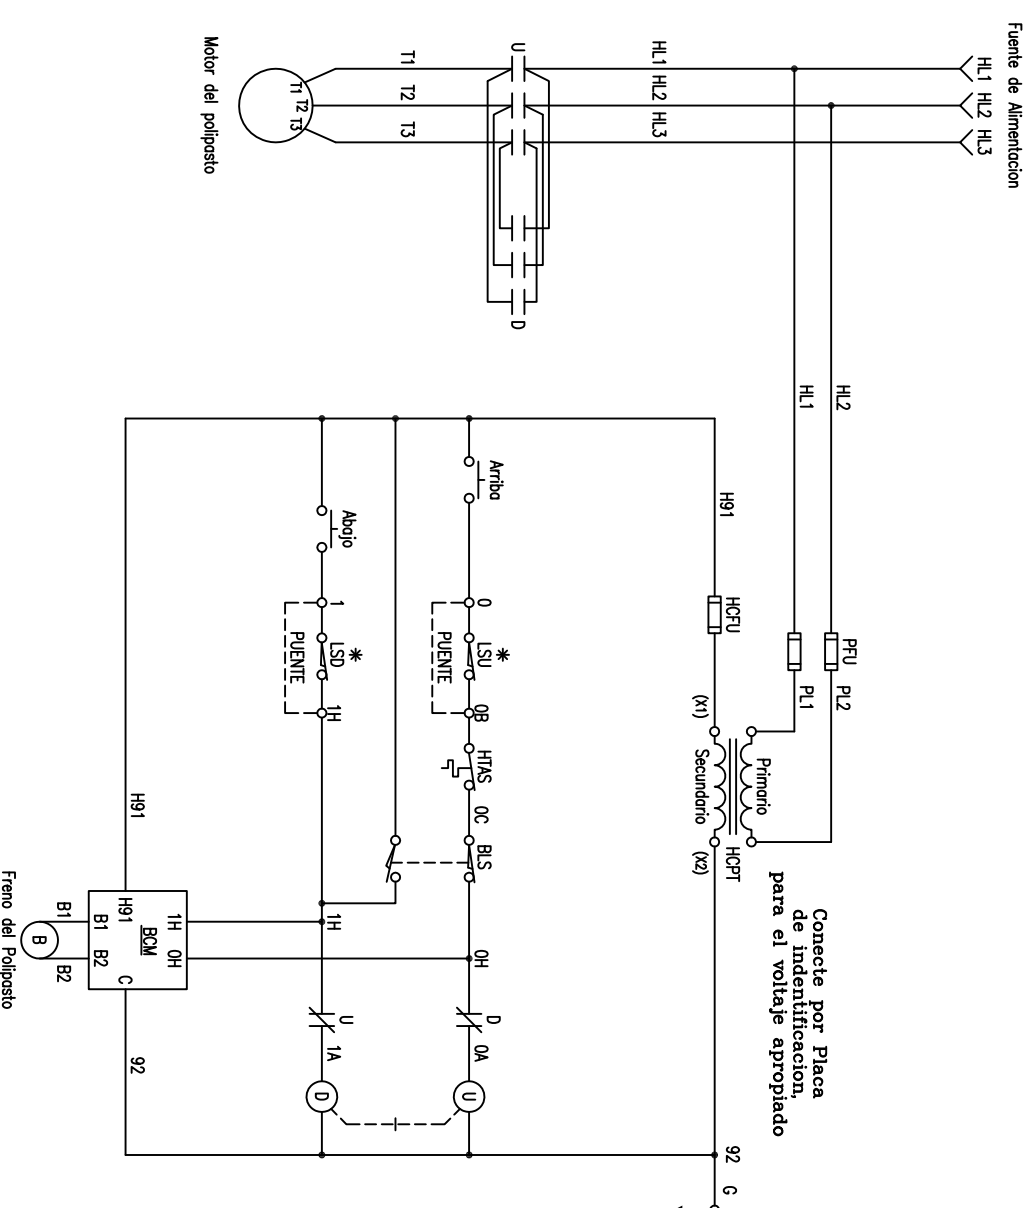 Fuente de Alimentacion
HL1
HL2
HL3
HL1
HL2
HL3
U
D
T1
T2
T3
T1
T2
T3
Motor del polipasto
HL2
HL1
PFU
PL2
PL1
Primario
Secundario
(X1)
(X2)
HCPT
H91
HCFU
92
G
Conecte por Placa
de indentificacion,
para el voltaje apropiado
Arriba
0
*
LSU
PUENTE
0B
HTAS
0C
BLS
0H
D
0A
U
Abajo
1
*
LSD
PUENTE
1H
1H
U
1A
D
H91
92
1H
0H
BCM
H91
C
B1
B2
B1
B2
B
Freno del Polipasto